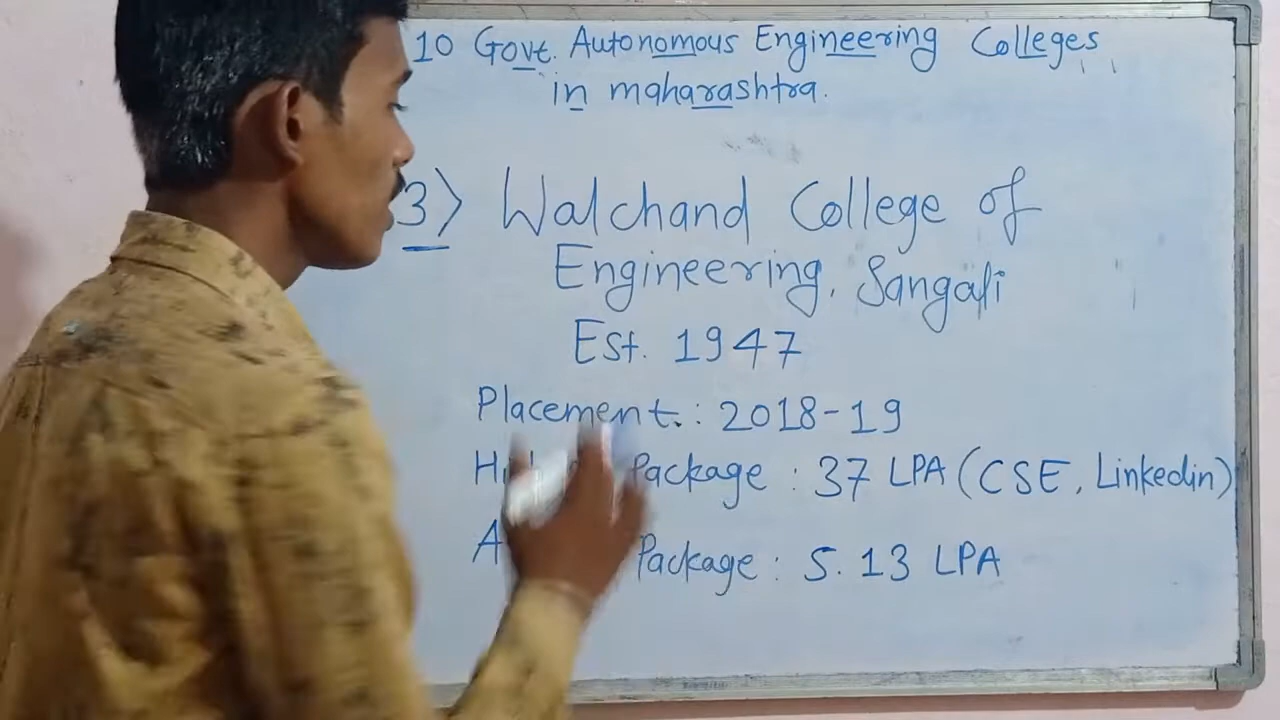 10 Govt. Autonomous Engineering Colleges
in maharashtra.
3) Walchand College of
Engineering, Sangali
Est. 1947
Placement.: 2018-19
Package : 37 LPA (CSE, Linkedin)
Package : 5.13 LPA